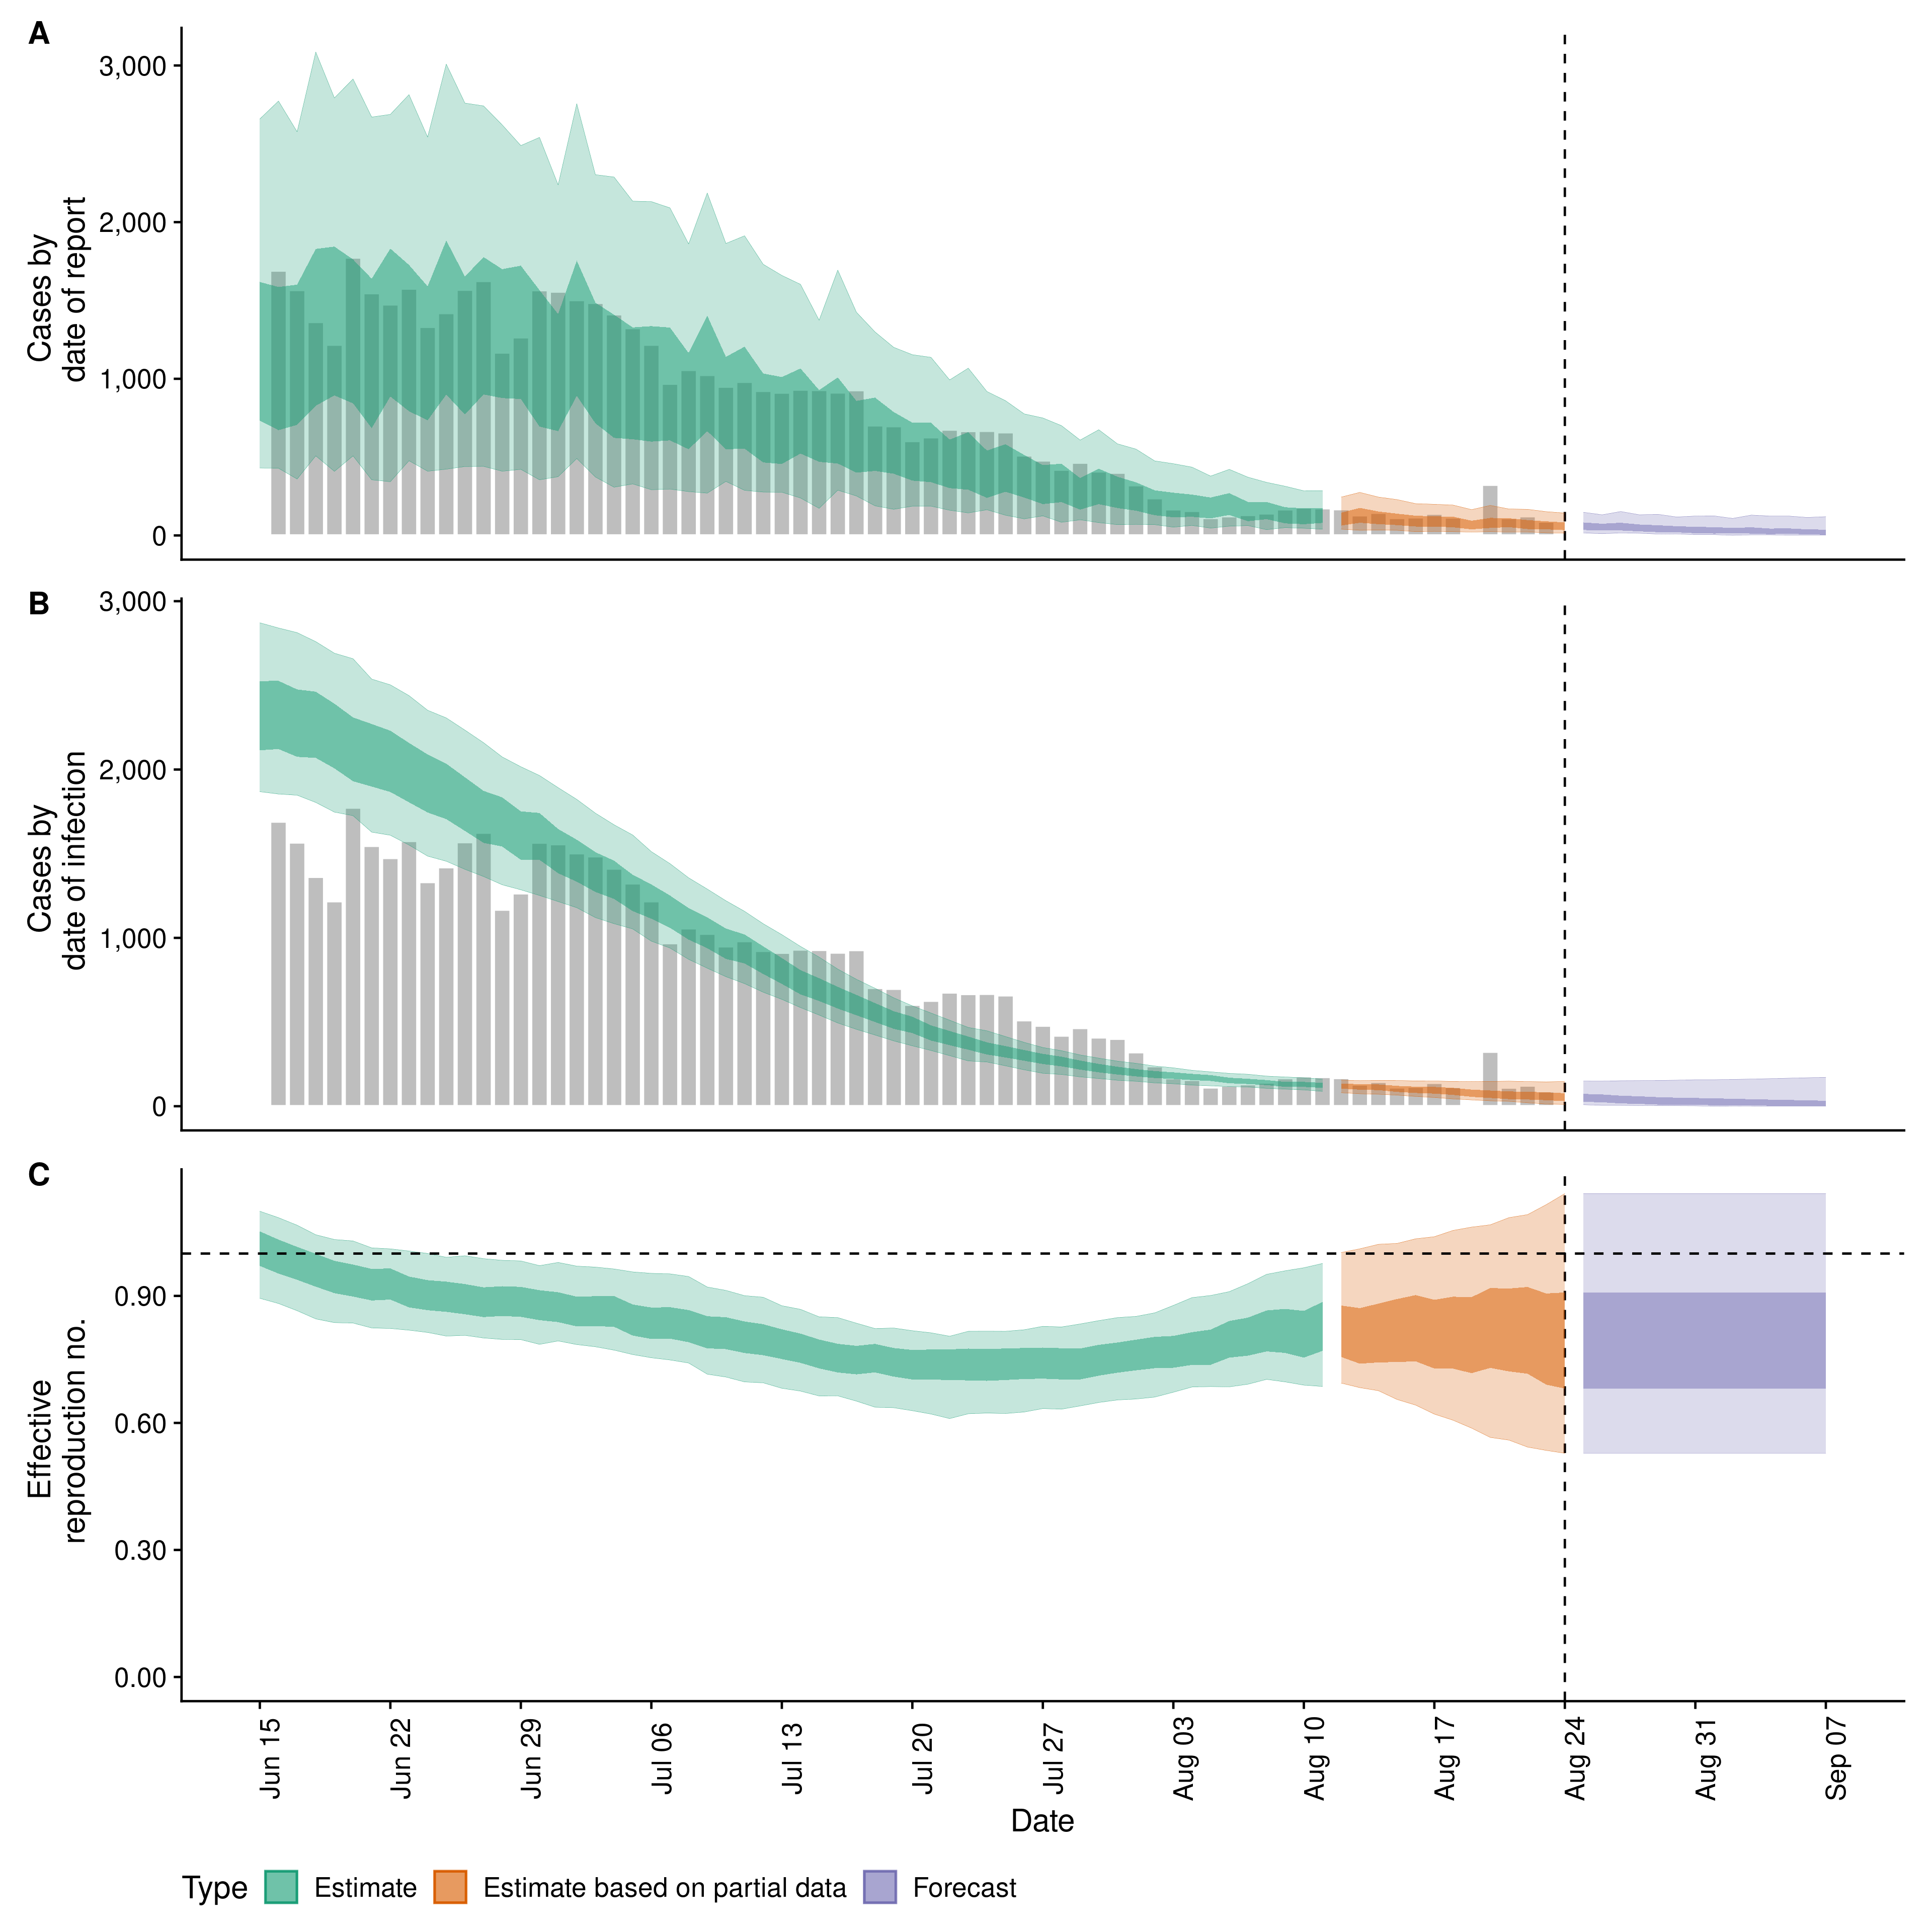 A
Cases by
date of report
3,000
2,000
1,000
0
B
Cases by
date of infection
3,000
2,000
1,000
0
C
Effective
reproduction no.
0.90
0.60
0.30
0.00
Jun 15
Jun 22
Jun 29
Jul 06
Jul 13
Jul 20
Jul 27
Aug 03
Aug 10
Aug 17
Aug 24
Aug 31
Sep 07
Date
Type Estimate Estimate based on partial data Forecast